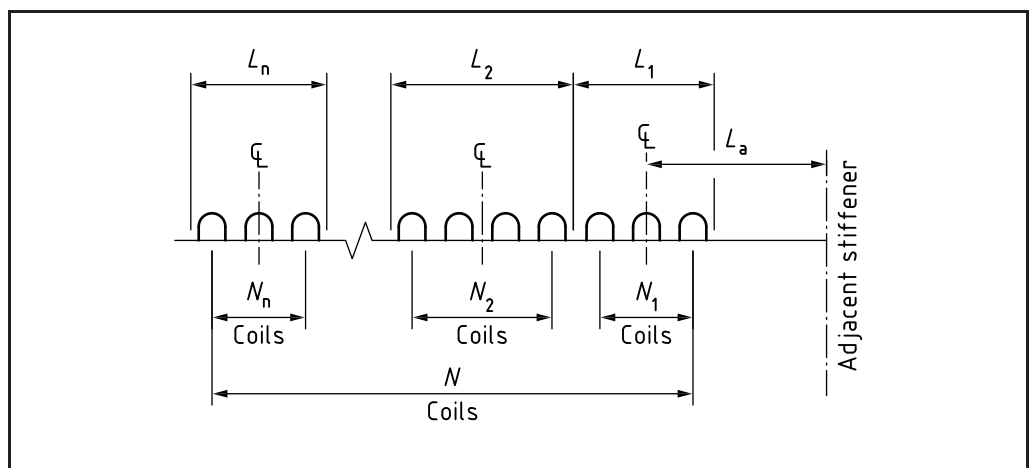 Lₙ
L₂
L₁
℄
Lₐ
℄
℄
Adjacent stiffener
Nₙ
Coils
N₂
Coils
N₁
Coils
N
Coils